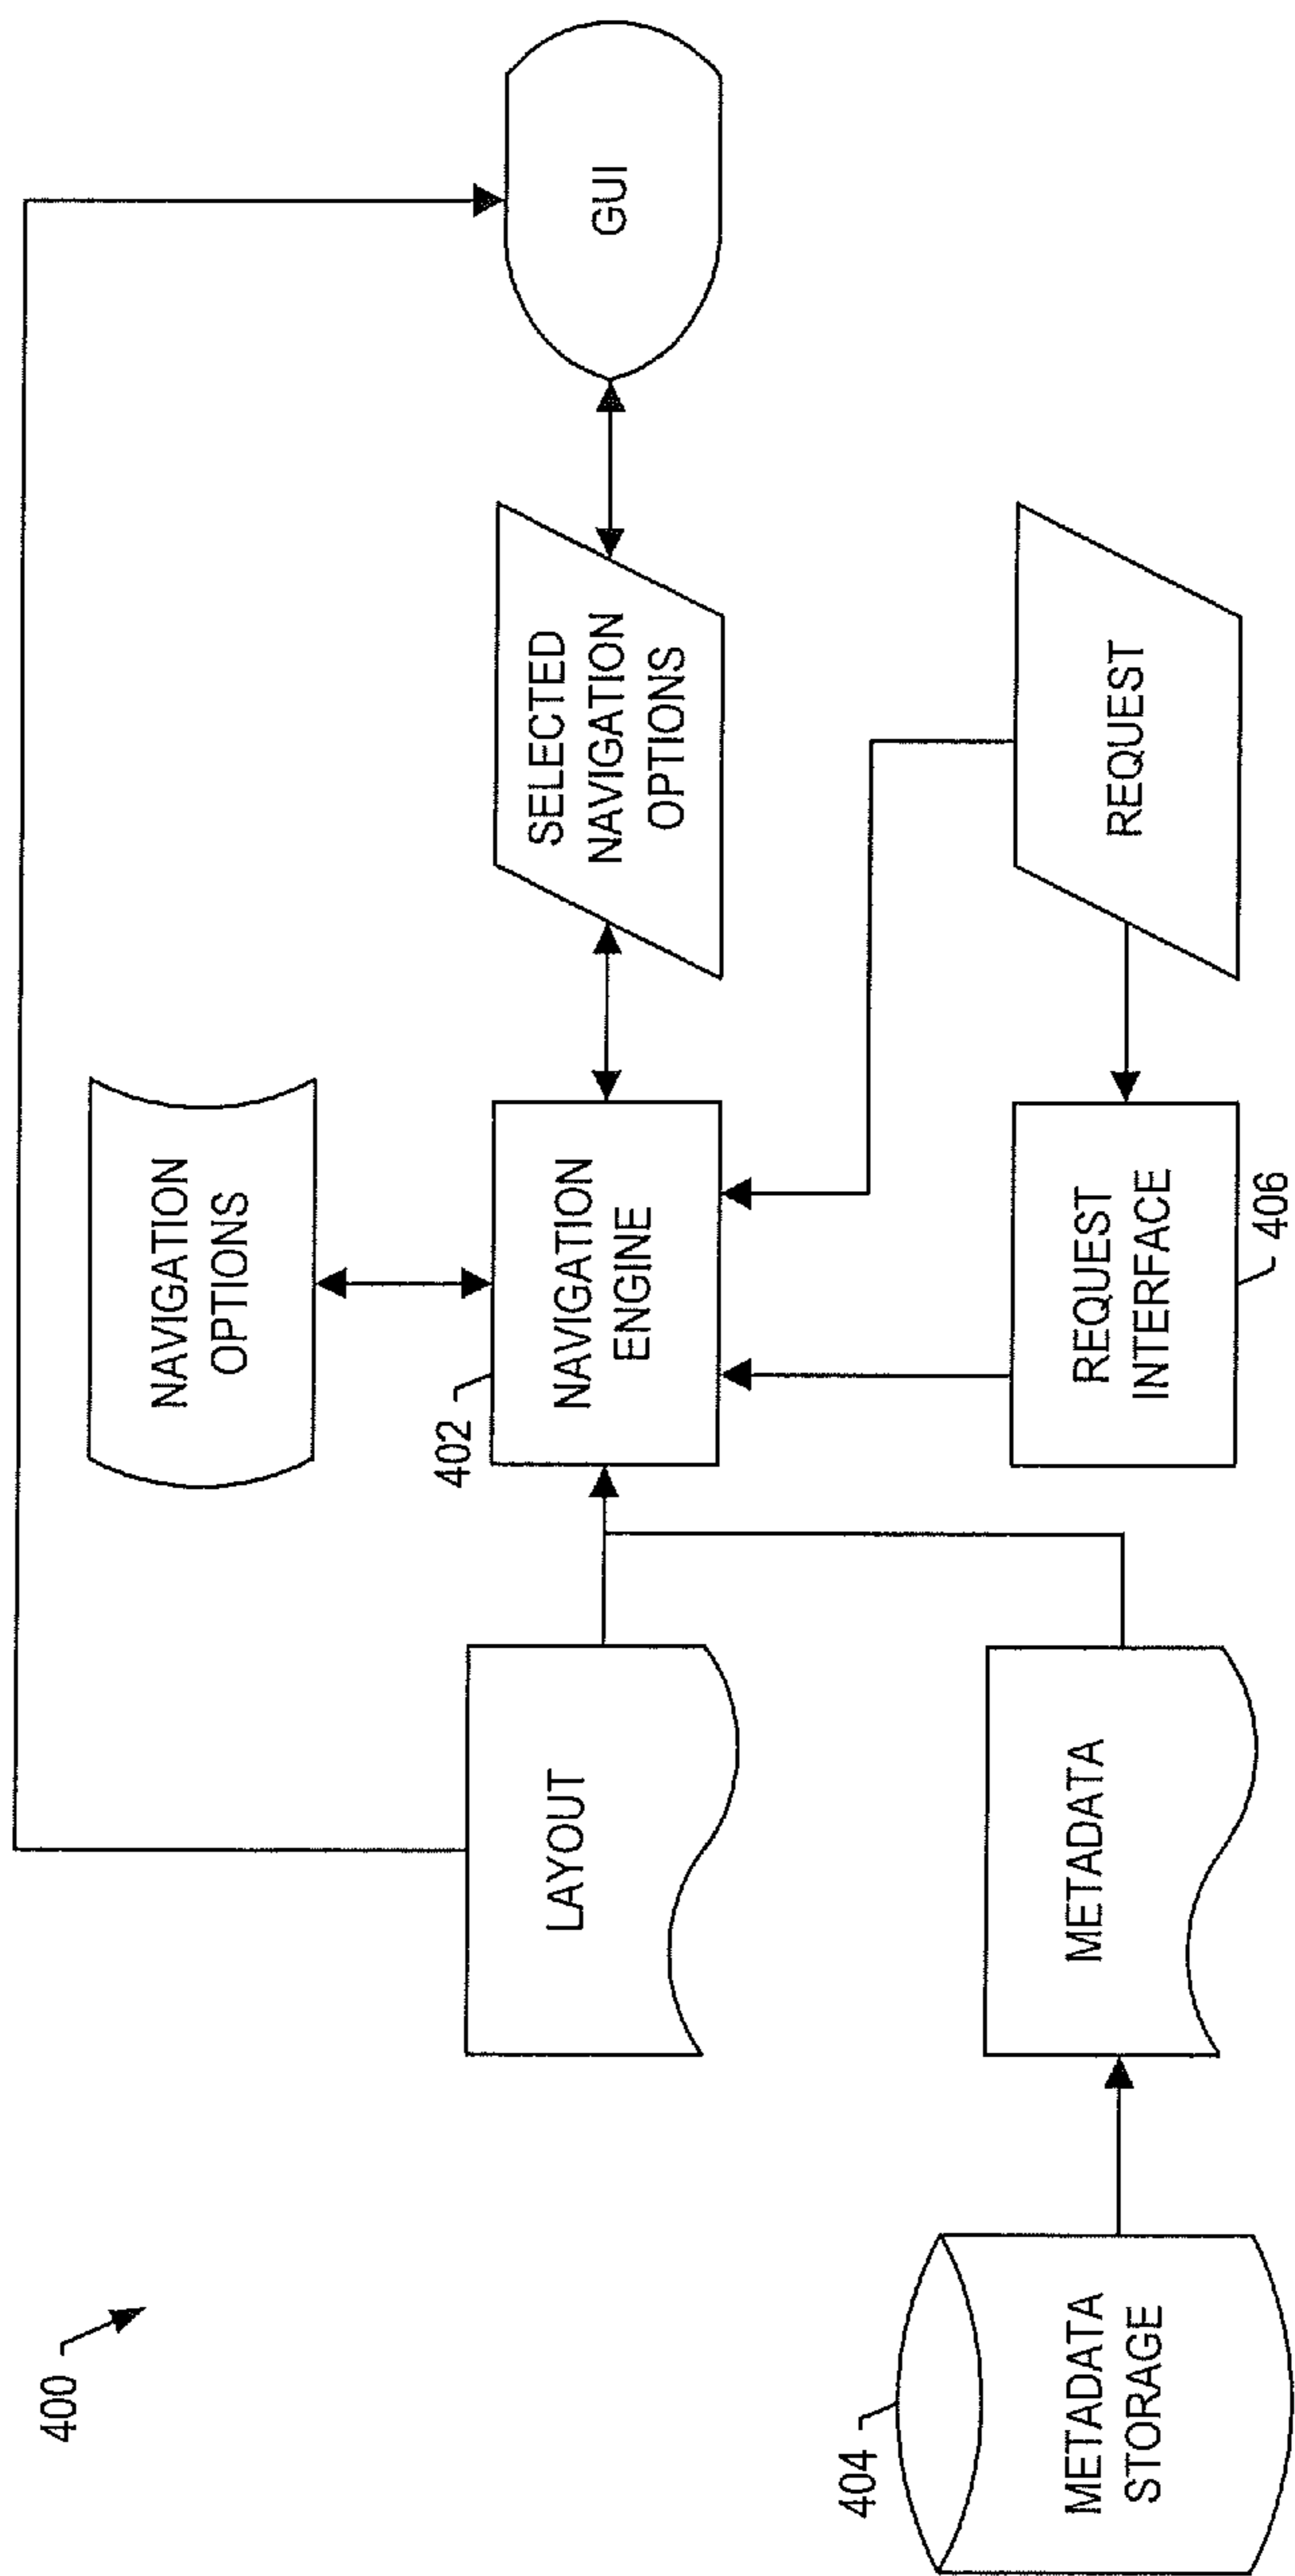 400
NAVIGATION
OPTIONS
LAYOUT
402
NAVIGATION
ENGINE
SELECTED
NAVIGATION
OPTIONS
GUI
404
METADATA
STORAGE
METADATA
REQUEST
INTERFACE
406
REQUEST